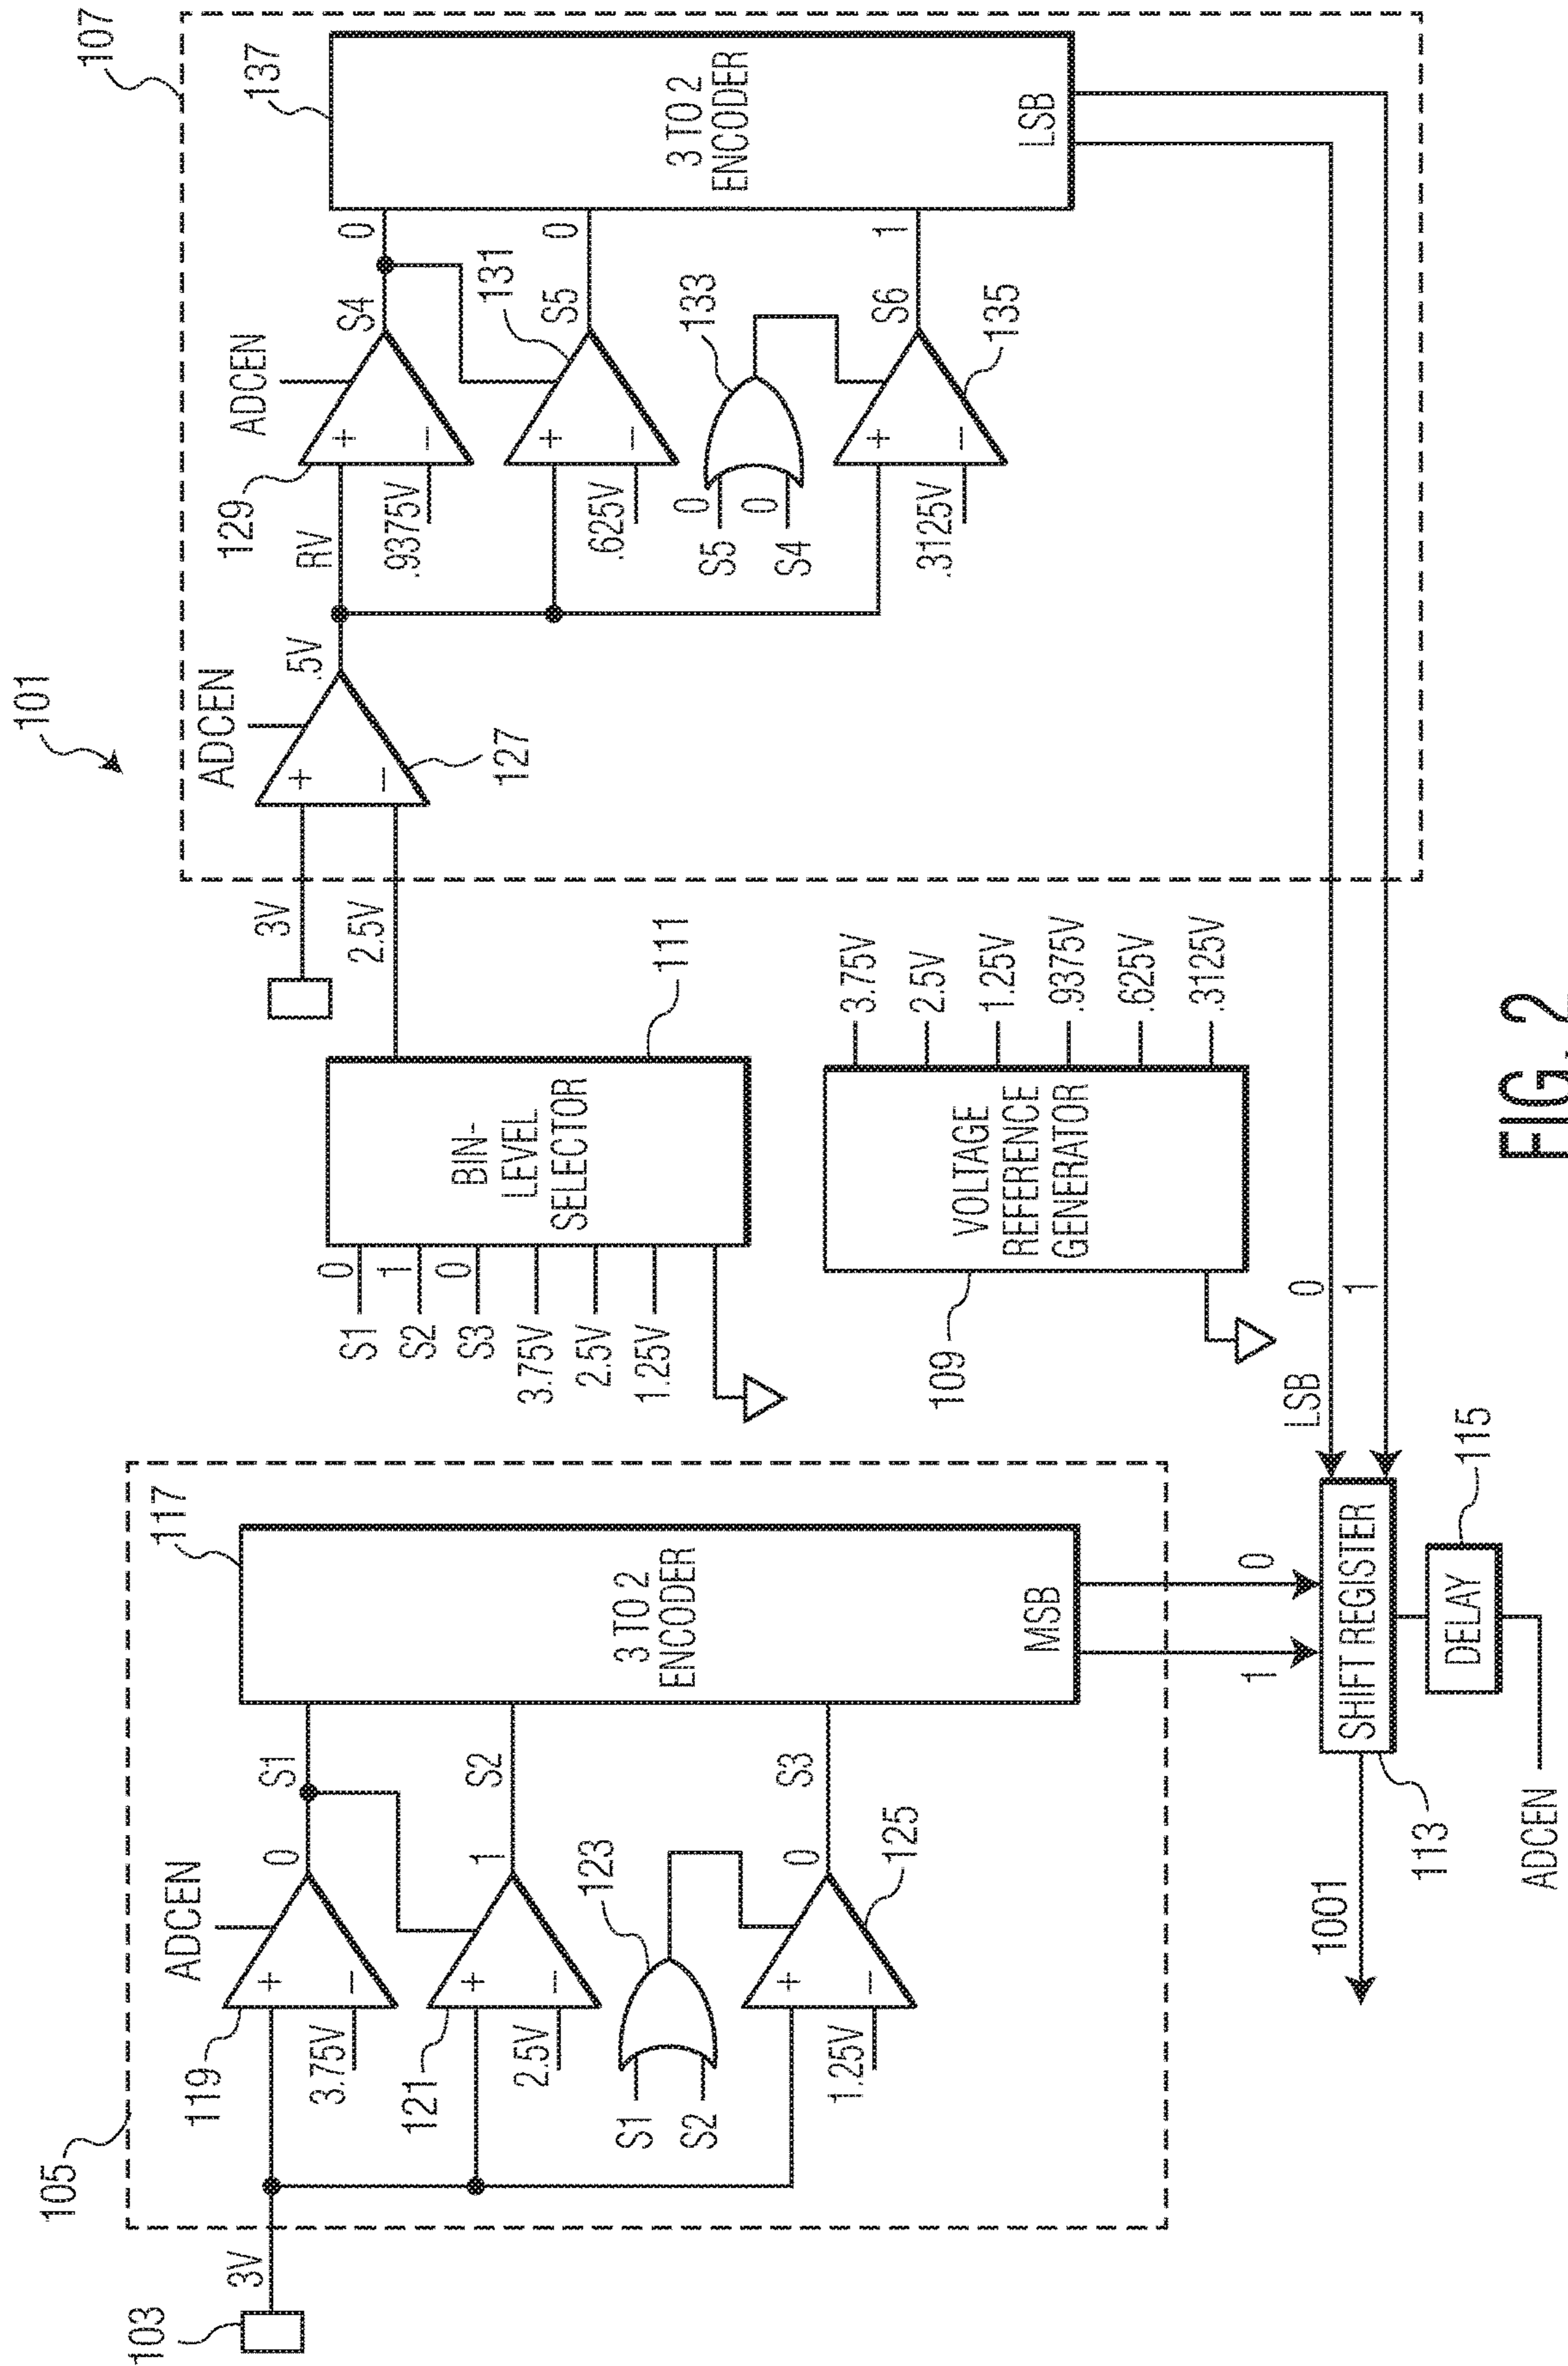 101
107
105
103
3V
119
3.75V
ADCEN
+
−
0
S1
121
2.5V
+
−
1
S2
123
S1
S2
1.25V
+
−
0
S3
125
117
3 TO 2
ENCODER
MSB
1
0
BIN-
LEVEL
SELECTOR
111
S1
0
S2
1
S3
0
3.75V
2.5V
1.25V
VOLTAGE
REFERENCE
GENERATOR
109
3.75V
2.5V
1.25V
.9375V
.625V
.3125V
3V
2.5V
ADCEN
+
−
127
.5V
RV
129
.9375V
ADCEN
+
−
S4
0
131
.625V
+
−
S5
0
133
S5
0
S4
0
.3125V
+
−
S6
1
135
137
3 TO 2
ENCODER
LSB
LSB
0
1
SHIFT REGISTER
113
1001
DELAY
115
ADCEN
FIG. 2